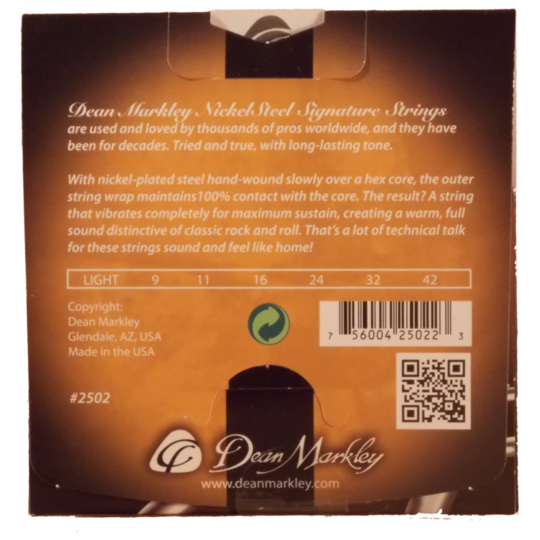 Dean Markley NickelSteel Signature Strings
are used and loved by thousands of pros worldwide, and they have
been for decades. Tried and true, with long-lasting tone.
With nickel-plated steel hand-wound slowly over a hex core, the outer
string wrap maintains100% contact with the core. The result? A string
that vibrates completely for maximum sustain, creating a warm, full
sound distinctive of classic rock and roll. That's a lot of technical talk
for these strings sound and feel like home!
LIGHT 9 11 16 24 32 42
Copyright:
Dean Markley
Glendale, AZ, USA
Made in the USA
7 56004 25022 3
#2502
Dean Markley
www.deanmarkley.com